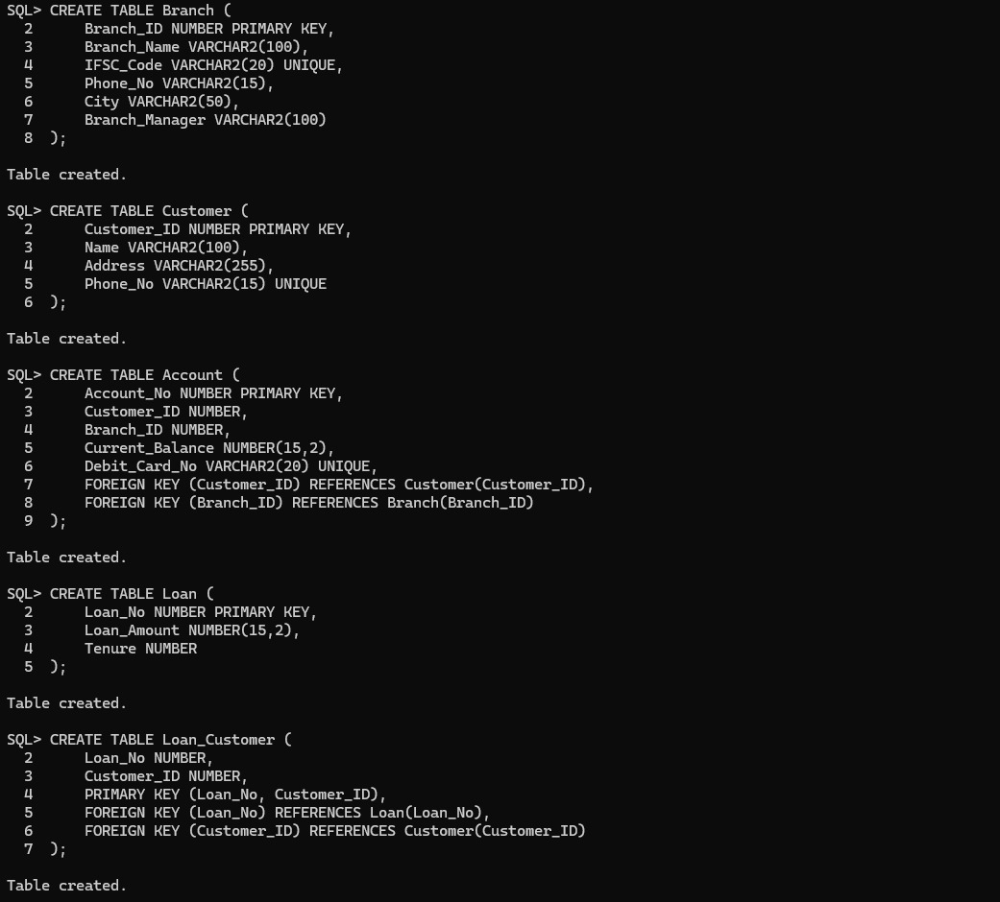 SQL> CREATE TABLE Branch (
  2      Branch_ID NUMBER PRIMARY KEY,
  3      Branch_Name VARCHAR2(100),
  4      IFSC_Code VARCHAR2(20) UNIQUE,
  5      Phone_No VARCHAR2(15),
  6      City VARCHAR2(50),
  7      Branch_Manager VARCHAR2(100)
  8  );

Table created.

SQL> CREATE TABLE Customer (
  2      Customer_ID NUMBER PRIMARY KEY,
  3      Name VARCHAR2(100),
  4      Address VARCHAR2(255),
  5      Phone_No VARCHAR2(15) UNIQUE
  6  );

Table created.

SQL> CREATE TABLE Account (
  2      Account_No NUMBER PRIMARY KEY,
  3      Customer_ID NUMBER,
  4      Branch_ID NUMBER,
  5      Current_Balance NUMBER(15,2),
  6      Debit_Card_No VARCHAR2(20) UNIQUE,
  7      FOREIGN KEY (Customer_ID) REFERENCES Customer(Customer_ID),
  8      FOREIGN KEY (Branch_ID) REFERENCES Branch(Branch_ID)
  9  );

Table created.

SQL> CREATE TABLE Loan (
  2      Loan_No NUMBER PRIMARY KEY,
  3      Loan_Amount NUMBER(15,2),
  4      Tenure NUMBER
  5  );

Table created.

SQL> CREATE TABLE Loan_Customer (
  2      Loan_No NUMBER,
  3      Customer_ID NUMBER,
  4      PRIMARY KEY (Loan_No, Customer_ID),
  5      FOREIGN KEY (Loan_No) REFERENCES Loan(Loan_No),
  6      FOREIGN KEY (Customer_ID) REFERENCES Customer(Customer_ID)
  7  );

Table created.